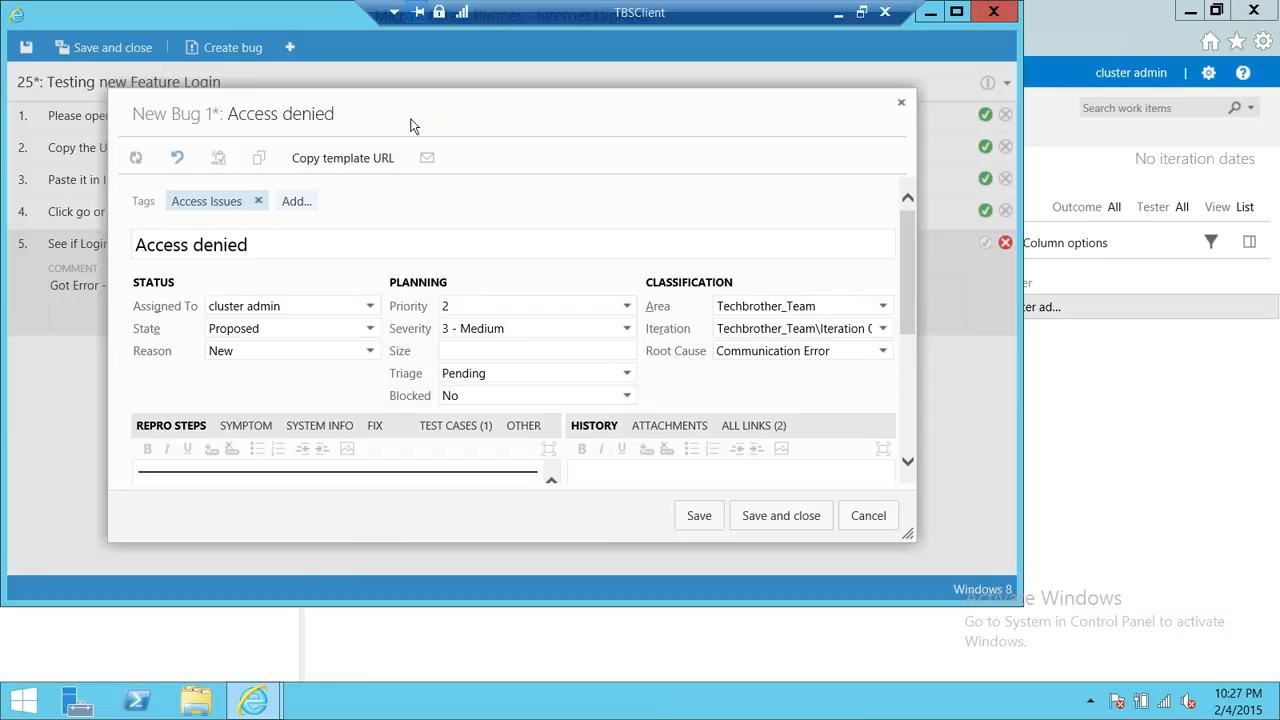 TBSClient
Save and close
Create bug
cluster admin
25*: Testing new Feature Login
Search work items
New Bug 1*: Access denied
1. Please open
2. Copy the U
3. Paste it in I
4. Click go or
5. See if Login
COMMENT
Got Error -
No iteration dates
Copy template URL
Tags Access Issues Add...
Outcome All Tester All View List
Access denied
Column options
STATUS PLANNING CLASSIFICATION
Assigned To cluster admin Priority 2 Area Techbrother_Team
State Proposed Severity 3 - Medium Iteration Techbrother_Team\Iteration 0
Reason New Size Root Cause Communication Error
Triage Pending
Blocked No
er ad...
REPRO STEPS SYMPTOM SYSTEM INFO FIX TEST CASES (1) OTHER HISTORY ATTACHMENTS ALL LINKS (2)
B I U B I U
Save Save and close Cancel
Windows 8
Activate Windows
Go to System in Control Panel to activate
Windows.
10:27 PM
2/4/2015